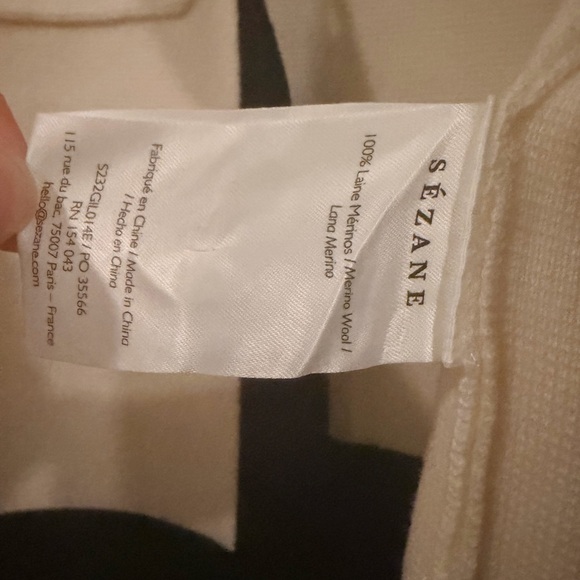 SÉZANE
100% Laine Mérinos / Merino Wool /
Lana Merino
Fabriqué en Chine / Made in China
/ Hecho en China
S232GIL014E / PO 35566
RN 154 043
115 rue du bac, 75007 Paris – France
hello@sezane.com